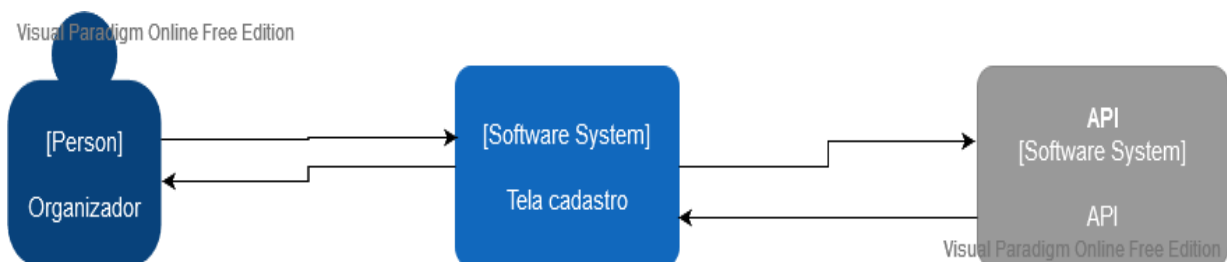 Visual Paradigm Online Free Edition
[Person]
Organizador
[Software System]
Tela cadastro
API
[Software System]
API
Visual Paradigm Online Free Edition